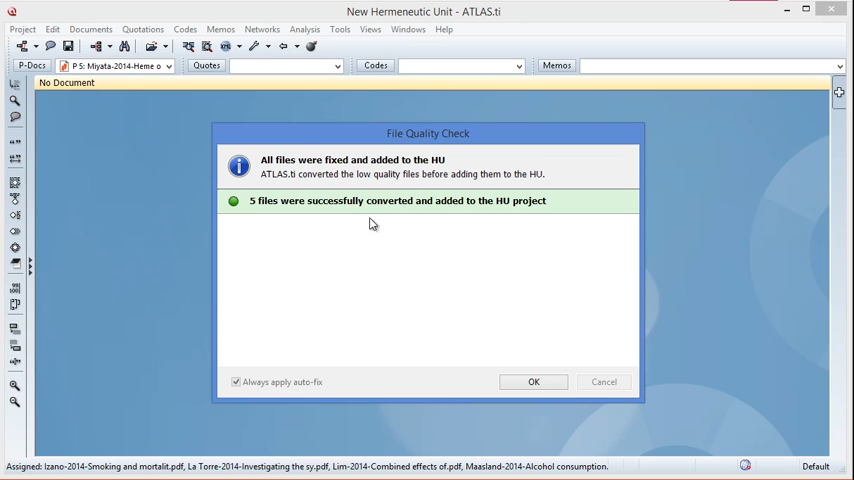 New Hermeneutic Unit - ATLAS.ti
Project Edit Documents Quotations Codes Memos Networks Analysis Tools Views Windows Help
P-Docs P 5: Miyata-2014-Heme o Quotes Codes Memos
No Document
File Quality Check
All files were fixed and added to the HU
ATLAS.ti converted the low quality files before adding them to the HU.
5 files were successfully converted and added to the HU project
Always apply auto-fix OK Cancel
Assigned: Izano-2014-Smoking and mortalit.pdf, La Torre-2014-Investigating the sy.pdf, Lim-2014-Combined effects of.pdf, Maasland-2014-Alcohol consumption. Default